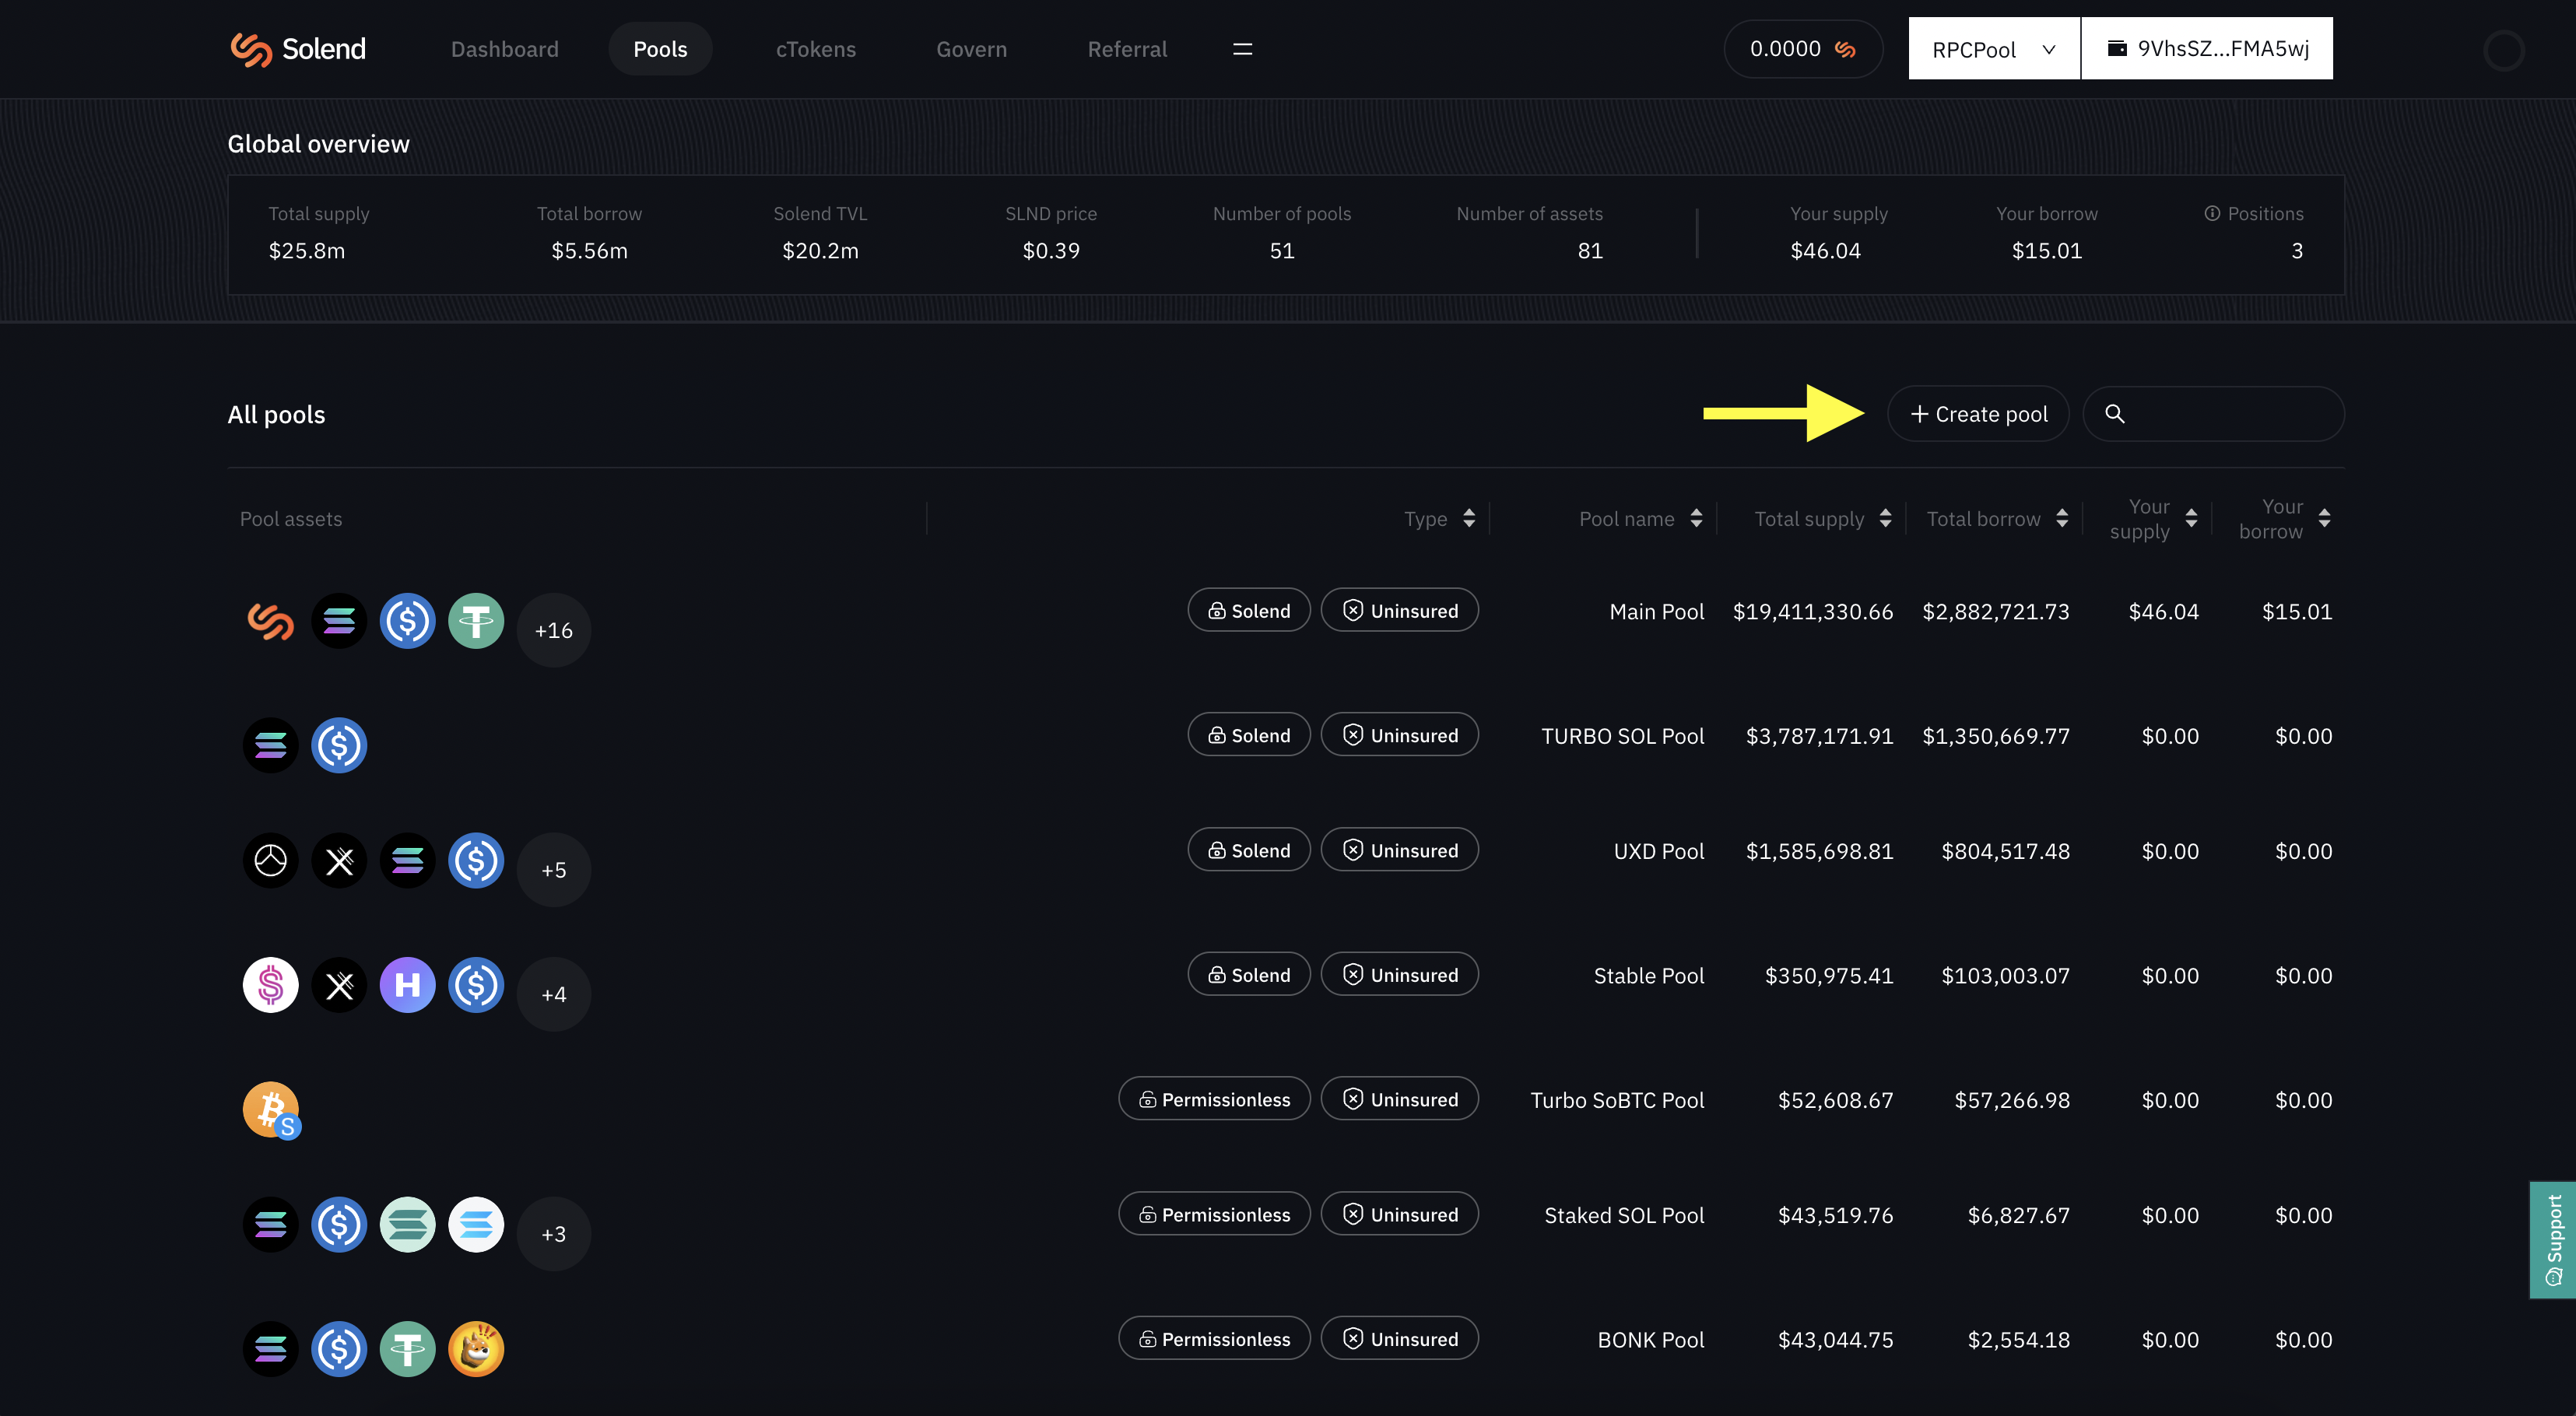 Solend Dashboard Pools cTokens Govern Referral 0.0000 RPCPool 9VhsSZ...FMA5wj
Global overview
Total supply Total borrow Solend TVL SLND price Number of pools Number of assets Your supply Your borrow Positions
$25.8m $5.56m $20.2m $0.39 51 81 $46.04 $15.01 3
All pools + Create pool
Pool assets Type Pool name Total supply Total borrow Your supply Your borrow
+16 Solend Uninsured Main Pool $19,411,330.66 $2,882,721.73 $46.04 $15.01
Solend Uninsured TURBO SOL Pool $3,787,171.91 $1,350,669.77 $0.00 $0.00
+5 Solend Uninsured UXD Pool $1,585,698.81 $804,517.48 $0.00 $0.00
+4 Solend Uninsured Stable Pool $350,975.41 $103,003.07 $0.00 $0.00
Permissionless Uninsured Turbo SoBTC Pool $52,608.67 $57,266.98 $0.00 $0.00
+3 Permissionless Uninsured Staked SOL Pool $43,519.76 $6,827.67 $0.00 $0.00
Permissionless Uninsured BONK Pool $43,044.75 $2,554.18 $0.00 $0.00
Support